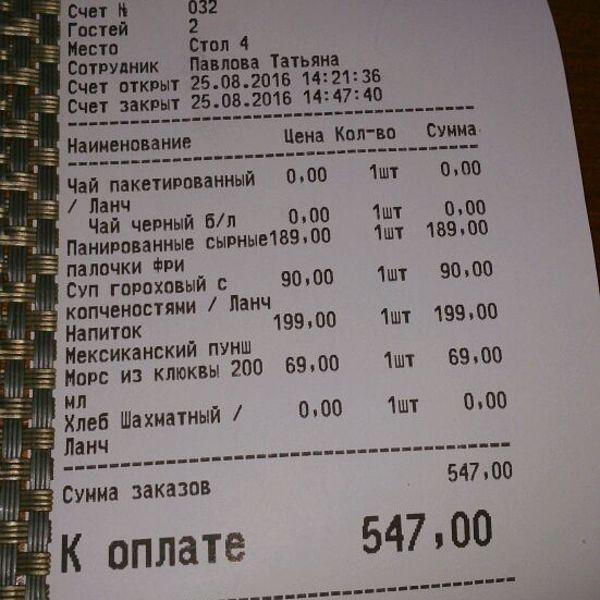 Счет № 032
Гостей 2
Место Стол 4
Сотрудник Павлова Татьяна
Счет открыт 25.08.2016 14:21:36
Счет закрыт 25.08.2016 14:47:40
Наименование Цена Кол-во Сумма
Чай пакетированный 0,00 1шт 0,00
/ Ланч
Чай черный б/л 0,00 1шт 0,00
Панированные сырные 189,00 1шт 189,00
палочки фри
Суп гороховый с 90,00 1шт 90,00
копченостями / Ланч
Напиток 199,00 1шт 199,00
Мексиканский пунш
Морс из клюквы 200 69,00 1шт 69,00
мл
Хлеб Шахматный / 0,00 1шт 0,00
Ланч
Сумма заказов 547,00
К оплате 547,00